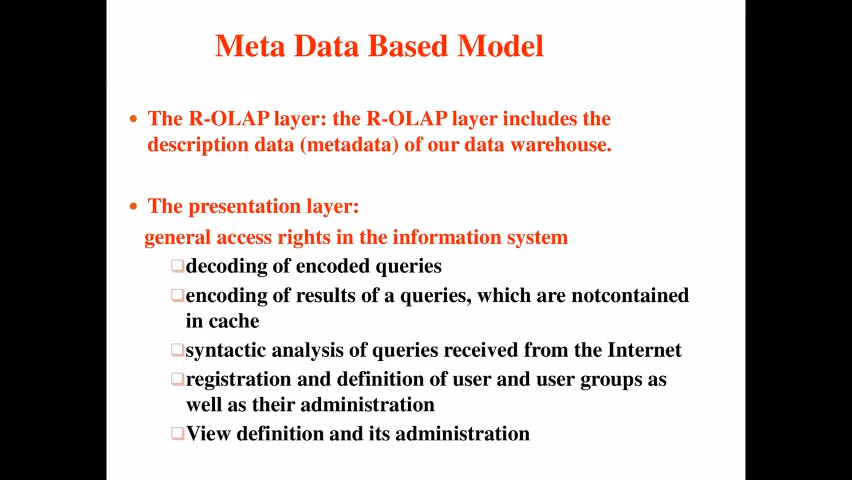 Meta Data Based Model
• The R-OLAP layer: the R-OLAP layer includes the
description data (metadata) of our data warehouse.
• The presentation layer:
general access rights in the information system
❑decoding of encoded queries
❑encoding of results of a queries, which are notcontained
in cache
❑syntactic analysis of queries received from the Internet
❑registration and definition of user and user groups as
well as their administration
❑View definition and its administration